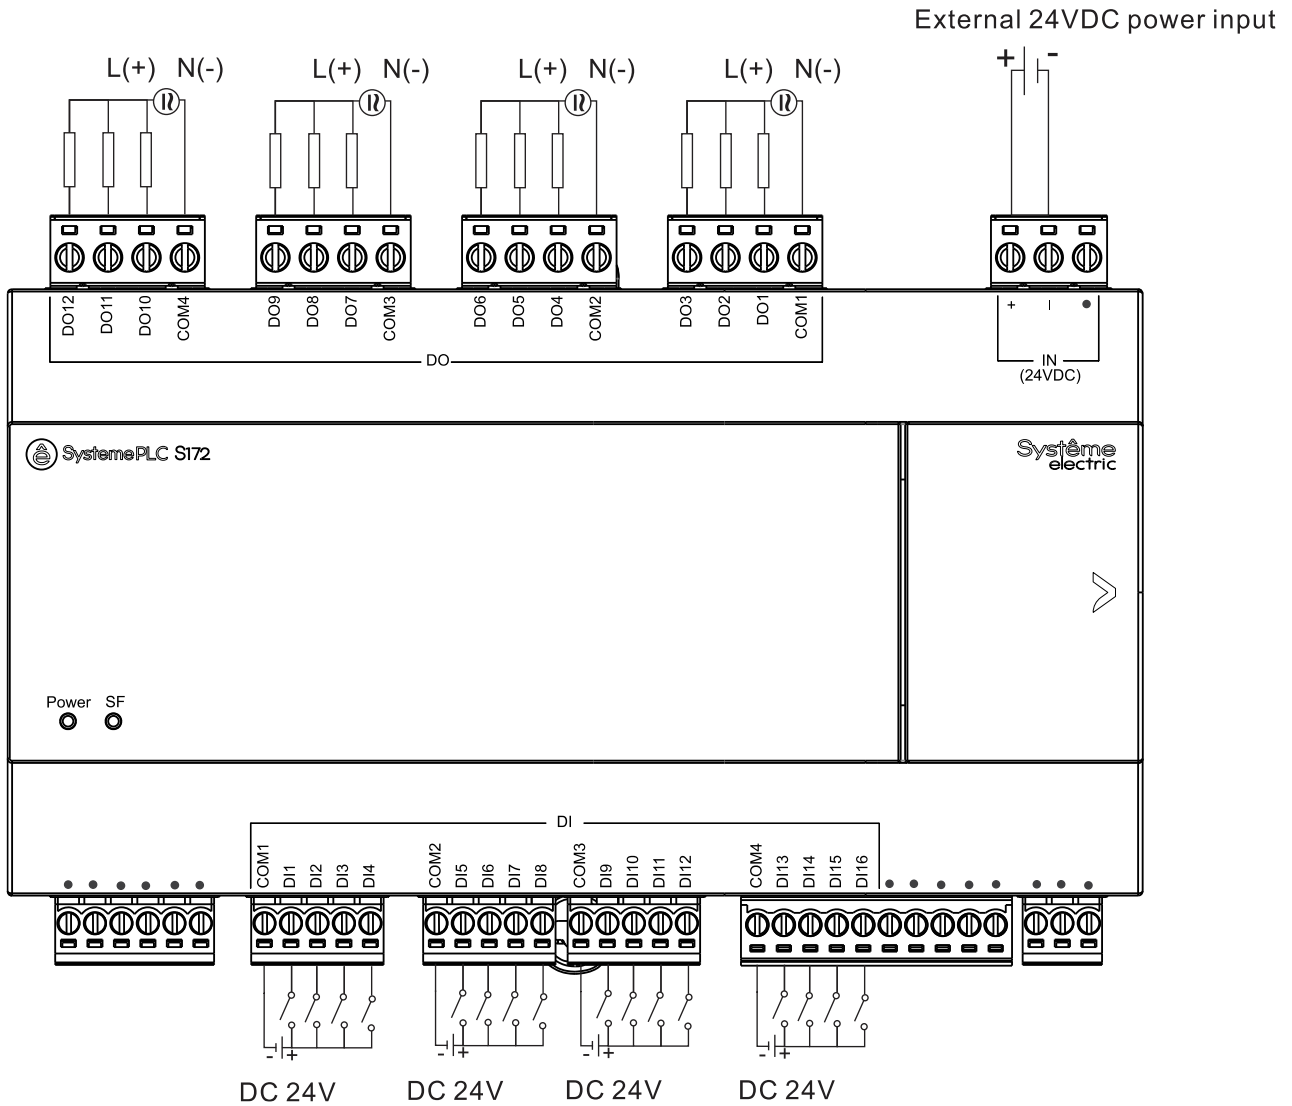 External 24VDC power input
+ -
L(+) N(-) L(+) N(-) L(+) N(-) L(+) N(-)
DO12 DO11 DO10 COM4 DO9 DO8 DO7 COM3 DO6 DO5 DO4 COM2 DO3 DO2 DO1 COM1 + –
DO
IN
(24VDC)
ê SystemePLC S172
Système
electric
Power SF
DI
COM1 DI1 DI2 DI3 DI4 COM2 DI5 DI6 DI7 DI8 COM3 DI9 DI10 DI11 DI12 COM4 DI13 DI14 DI15 DI16
- + - + - + - +
DC 24V DC 24V DC 24V DC 24V